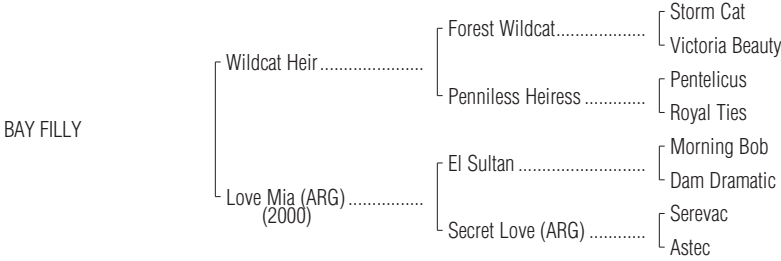 Storm Cat
Forest Wildcat....................
Victoria Beauty
Wildcat Heir.......................
Pentelicus
Penniless Heiress.............
Royal Ties
BAY FILLY
Morning Bob
El Sultan............................
Dam Dramatic
Love Mia (ARG)................
(2000)
Serevac
Secret Love (ARG)............
Astec